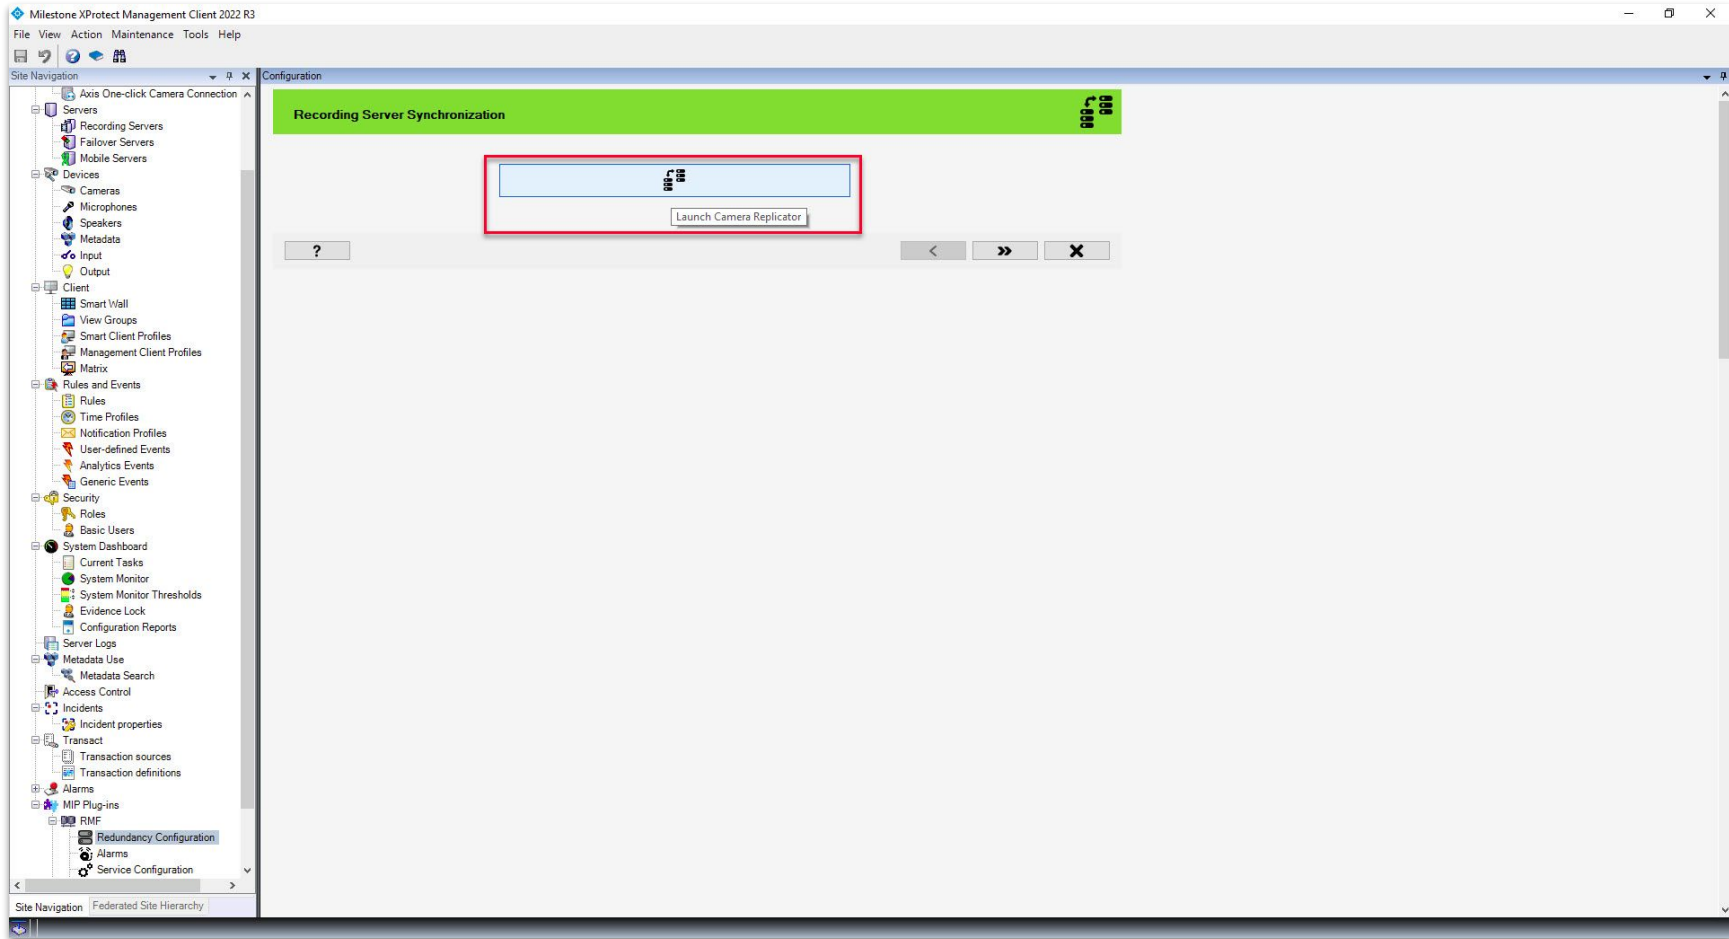 Milestone XProtect Management Client 2022 R3
File View Action Maintenance Tools Help
Site Navigation
Configuration
Axis One-click Camera Connection
Servers
Recording Servers
Failover Servers
Mobile Servers
Devices
Cameras
Microphones
Speakers
Metadata
Input
Output
Client
Smart Wall
View Groups
Smart Client Profiles
Management Client Profiles
Matrix
Rules and Events
Rules
Time Profiles
Notification Profiles
User-defined Events
Analytics Events
Generic Events
Security
Roles
Basic Users
System Dashboard
Current Tasks
System Monitor
System Monitor Thresholds
Evidence Lock
Configuration Reports
Server Logs
Metadata Use
Metadata Search
Access Control
Incidents
Incident properties
Transact
Transaction sources
Transaction definitions
Alarms
MIP Plug-ins
RMF
Redundancy Configuration
Alarms
Service Configuration
Site Navigation Federated Site Hierarchy
Recording Server Synchronization
Launch Camera Replicator
?